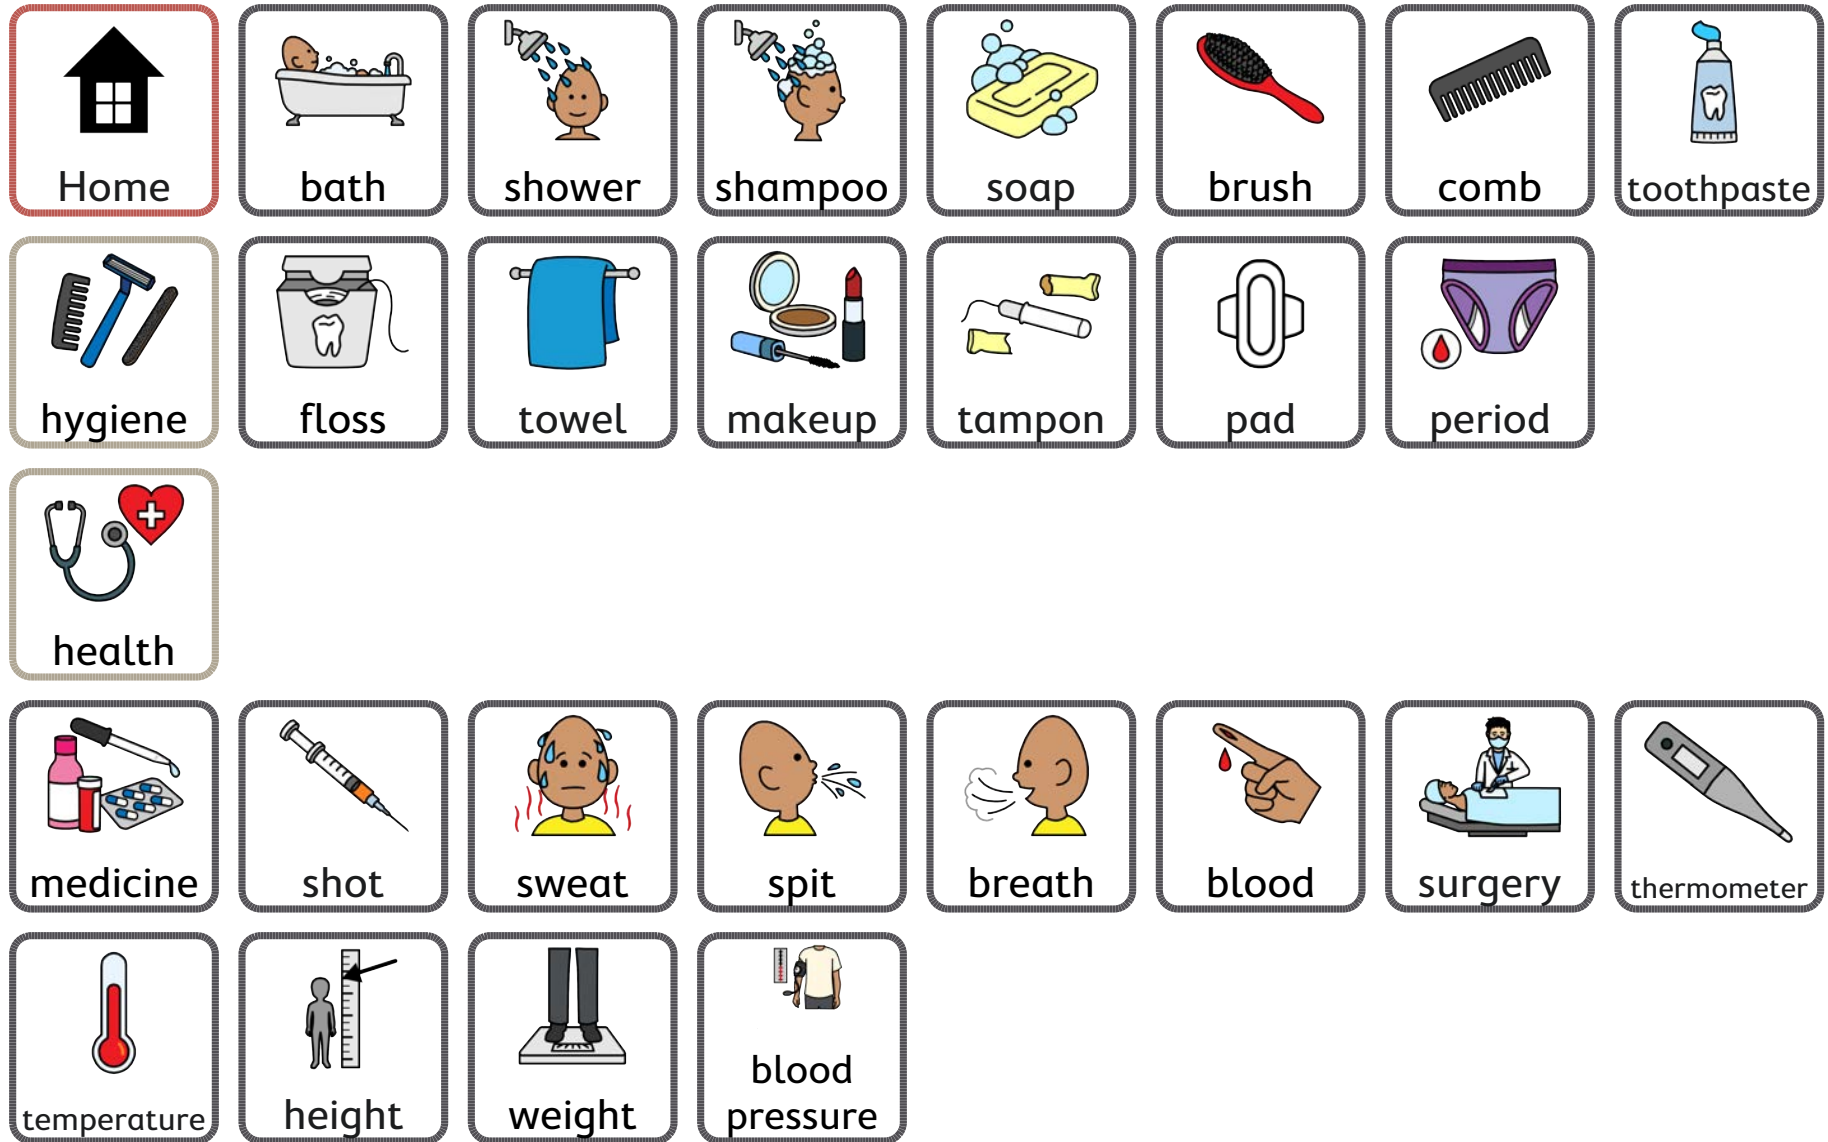 Home
bath
shower
shampoo
soap
brush
comb
toothpaste
hygiene
floss
towel
makeup
tampon
pad
period
health
medicine
shot
sweat
spit
breath
blood
surgery
thermometer
temperature
height
weight
blood
pressure